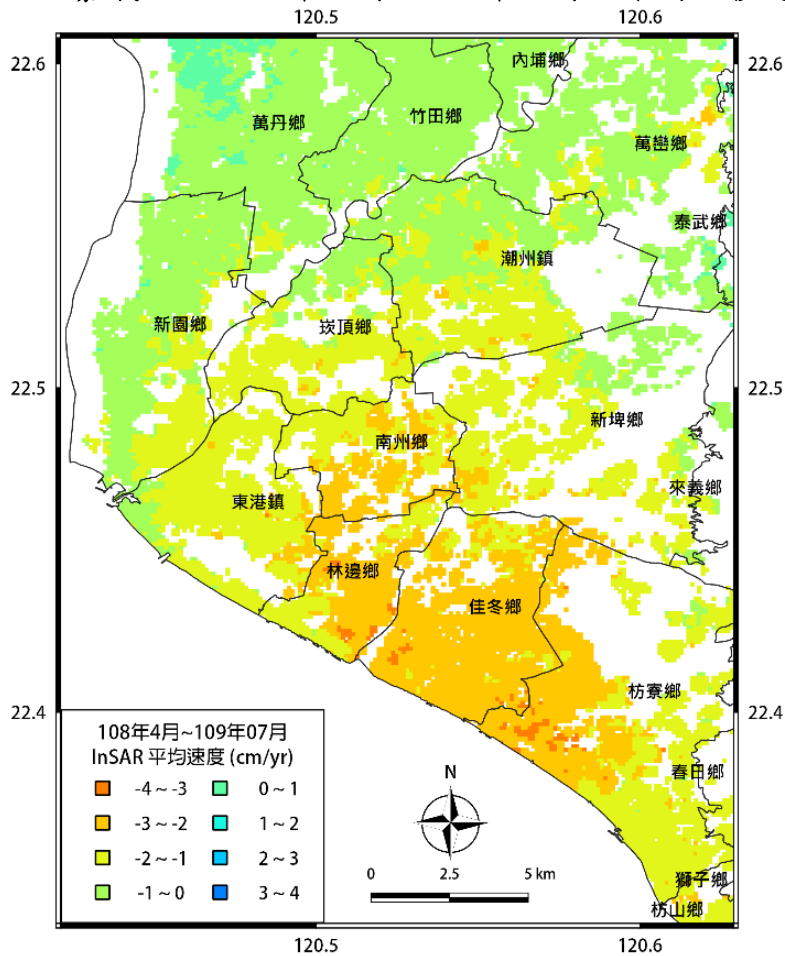 120.5 120.6
22.6 22.6
內埔鄉
竹田鄉
萬丹鄉
萬巒鄉
泰武鄉
潮州鎮
新園鄉
崁頂鄉
22.5 22.5
新埤鄉
南州鄉
來義鄉
東港鎮
林邊鄉
佳冬鄉
枋寮鄉
22.4 22.4
108年4月~109年07月
InSAR 平均速度 (cm/yr)
-4 ~ -3 0 ~ 1
-3 ~ -2 1 ~ 2
-2 ~ -1 2 ~ 3
-1 ~ 0 3 ~ 4
N
0 2.5 5 km
春日鄉
獅子鄉
枋山鄉
120.5 120.6